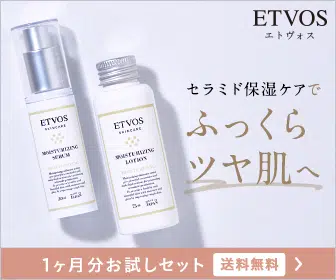 ETVOS
エトヴォス
セラミド保湿ケアで
ふっくら
ツヤ肌へ
ETVOS
SKINCARE
MOISTURIZING
SERUM
ETVOS
SKINCARE
MOISTURIZING
LOTION
1ヶ月分お試しセット 送料無料 >